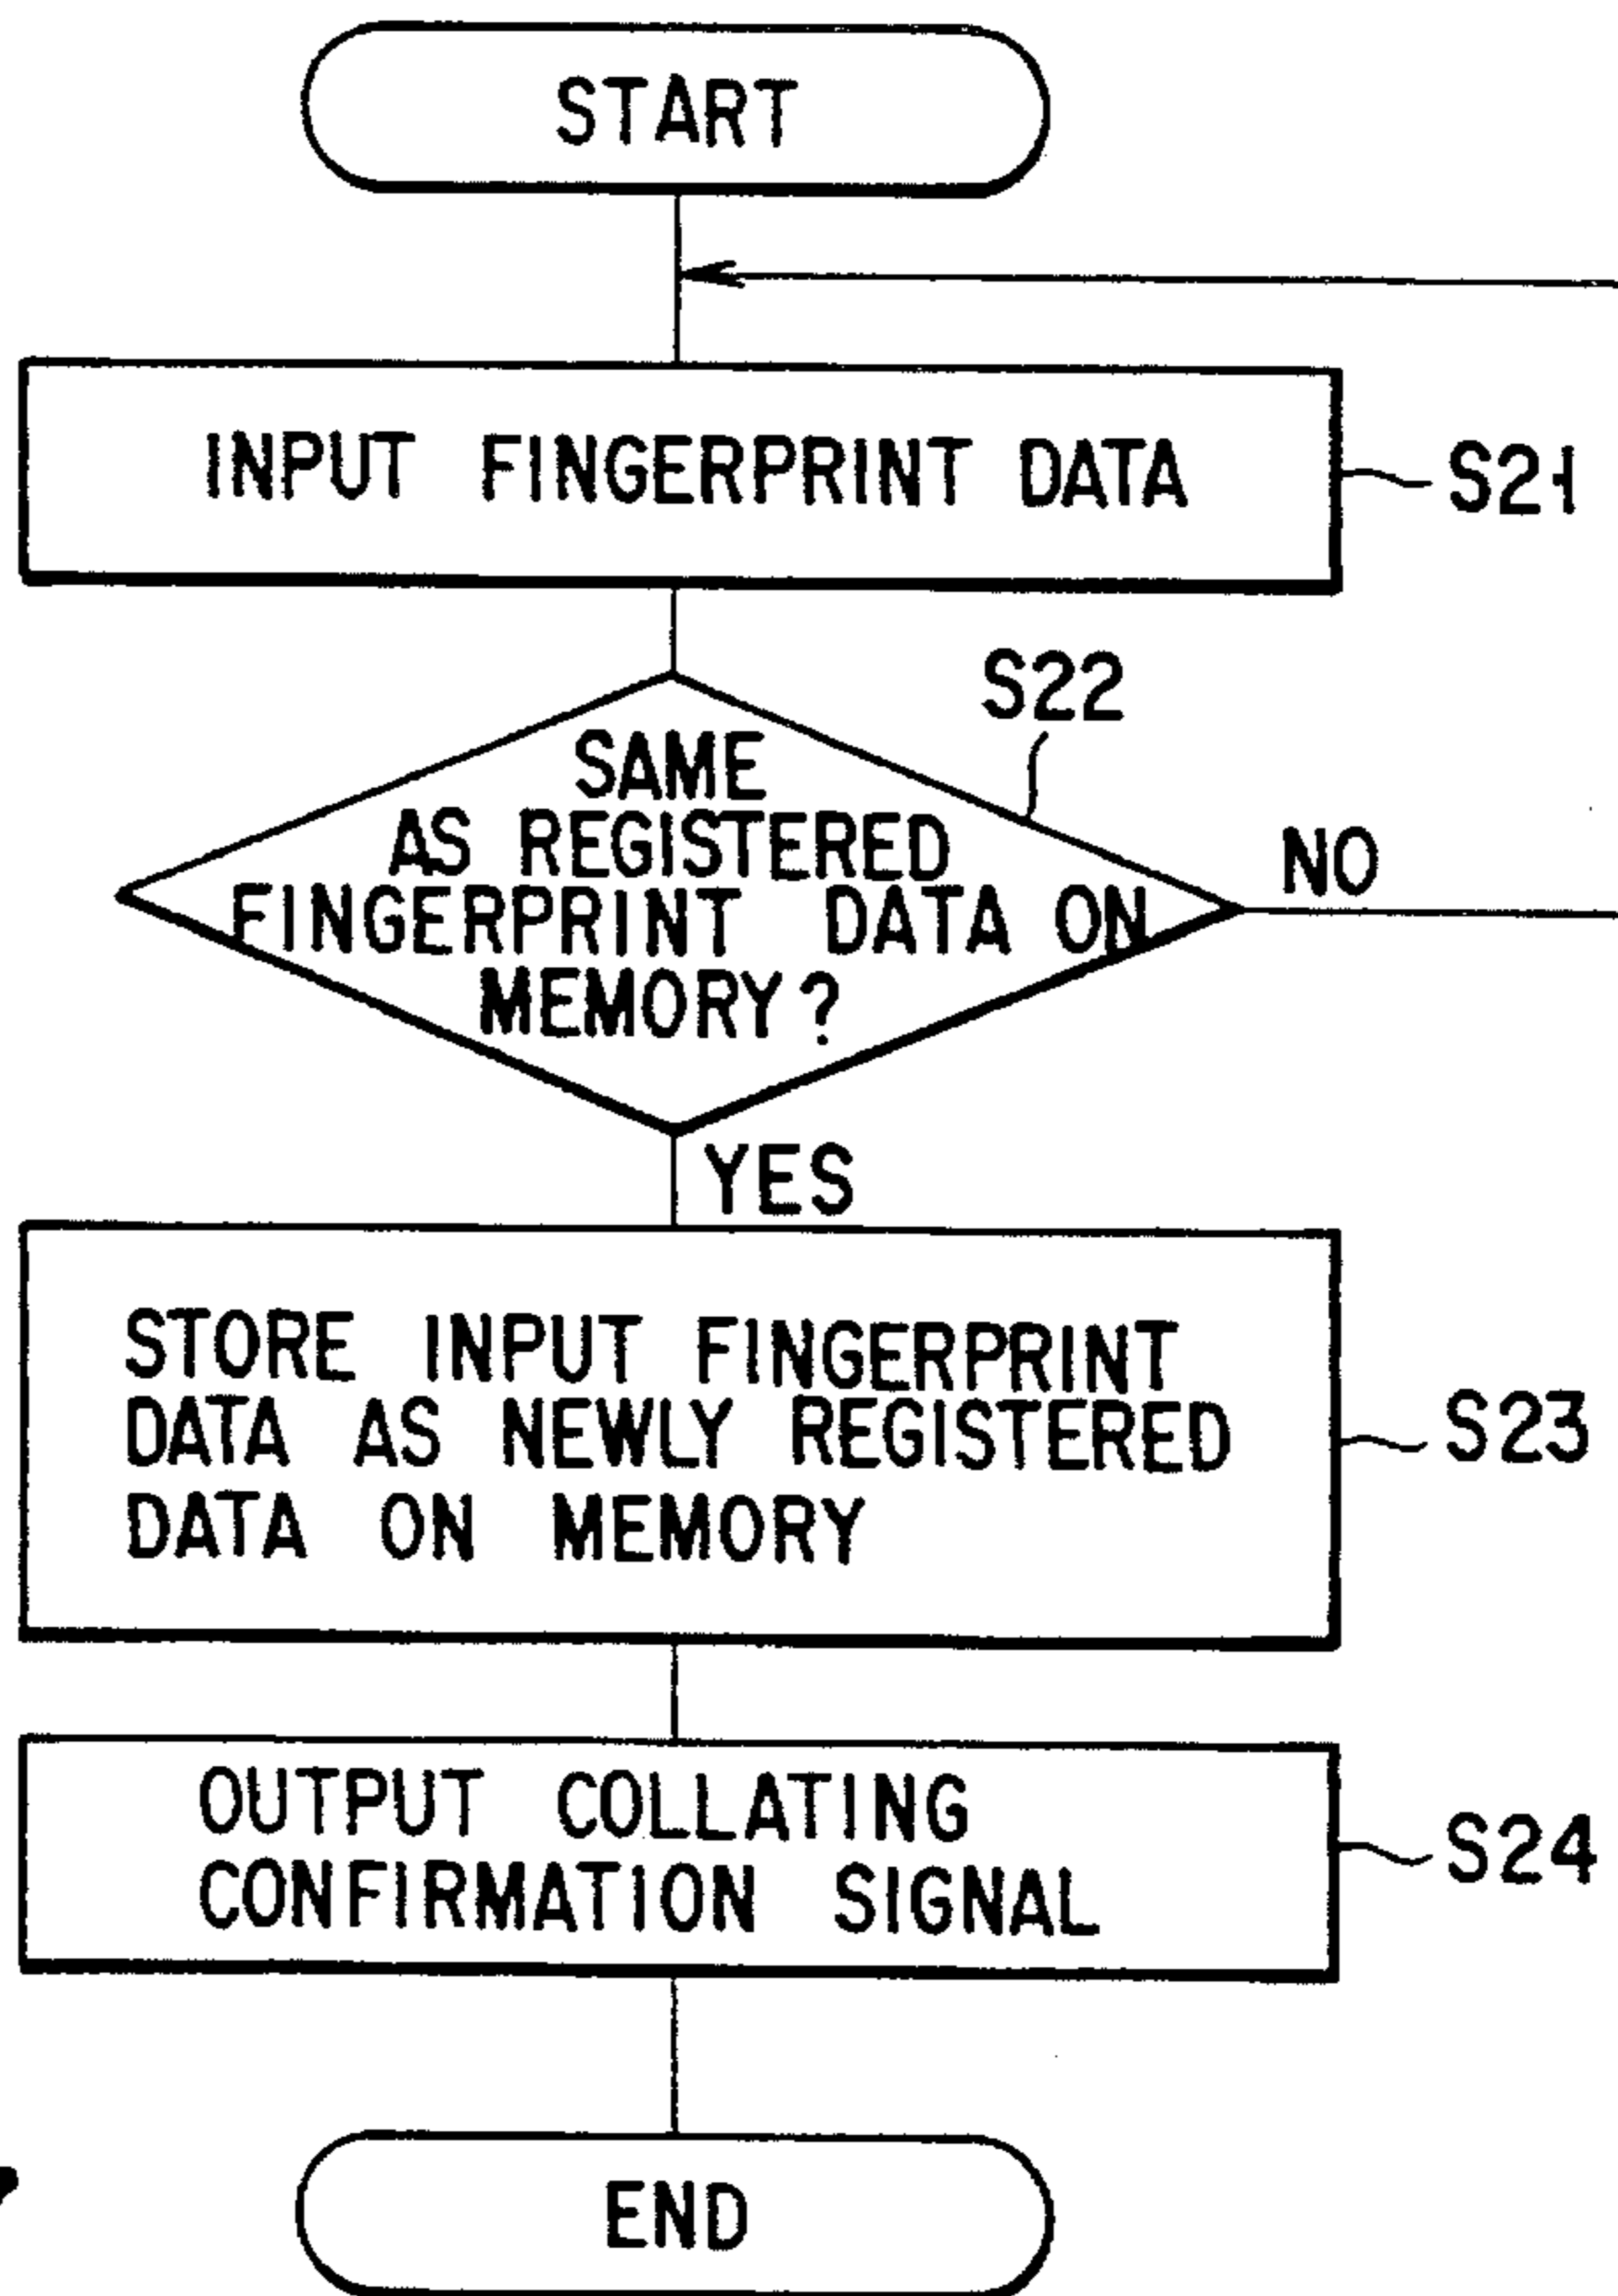 START
INPUT FINGERPRINT DATA
S21
S22
SAME
AS REGISTERED
FINGERPRINT DATA ON
MEMORY?
NO
YES
STORE INPUT FINGERPRINT
DATA AS NEWLY REGISTERED
DATA ON MEMORY
S23
OUTPUT COLLATING
CONFIRMATION SIGNAL
S24
END